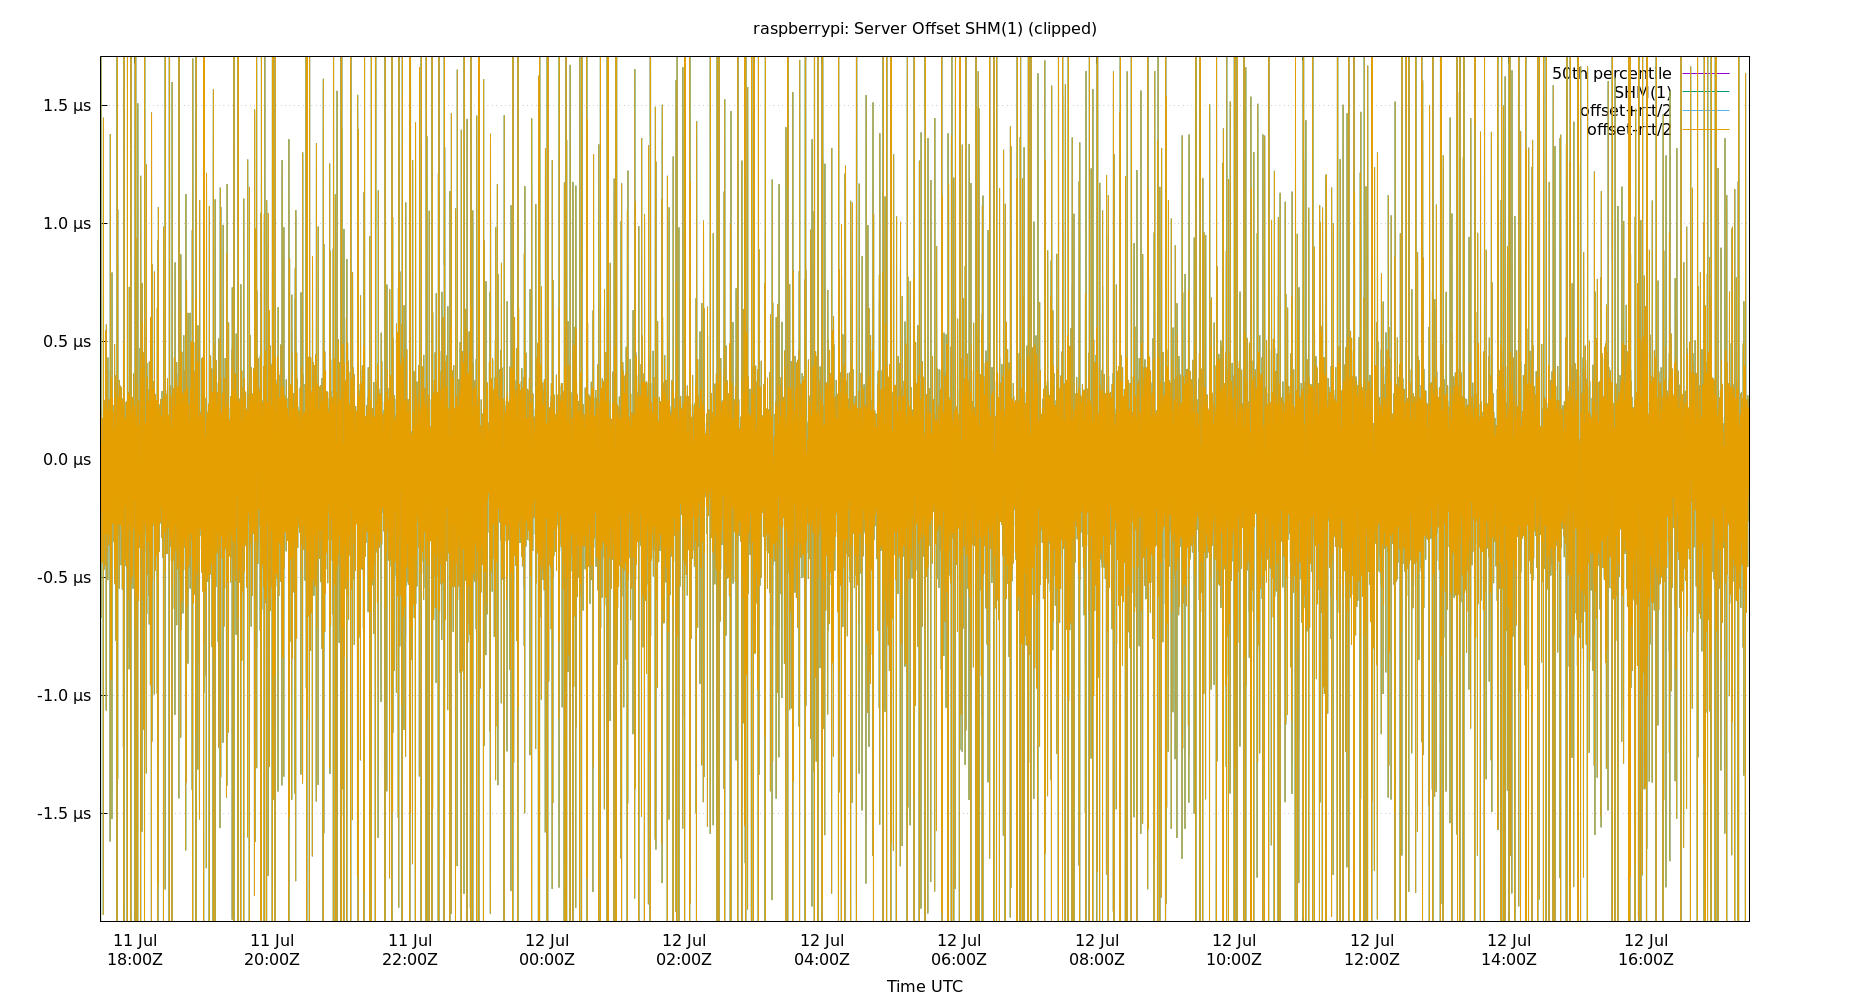 raspberrypi: Server Offset SHM(1) (clipped)
50th percentile
SHM(1)
offset+rtt/2
offset-rtt/2
1.5 μs
1.0 μs
0.5 μs
0.0 μs
-0.5 μs
-1.0 μs
-1.5 μs
11 Jul 11 Jul 11 Jul 12 Jul 12 Jul 12 Jul 12 Jul 12 Jul 12 Jul 12 Jul 12 Jul 12 Jul
18:00Z 20:00Z 22:00Z 00:00Z 02:00Z 04:00Z 06:00Z 08:00Z 10:00Z 12:00Z 14:00Z 16:00Z
Time UTC